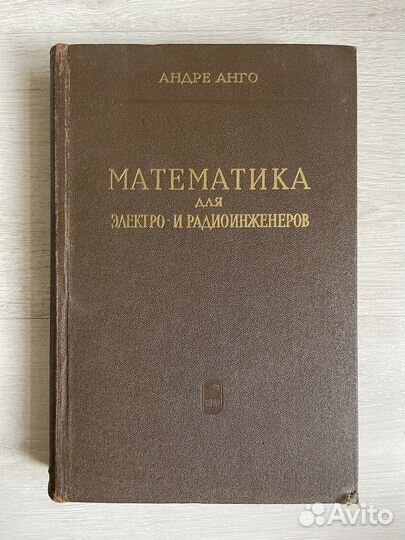 АНДРЕ АНГО
МАТЕМАТИКА
ДЛЯ
ЭЛЕКТРО- И РАДИОИНЖЕНЕРОВ
Avito